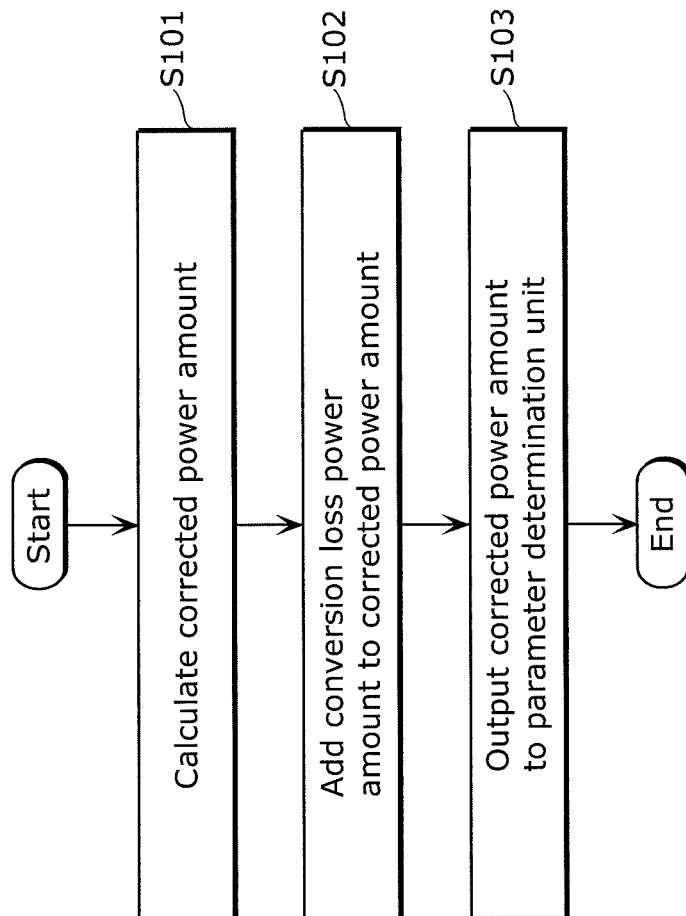 Start
S101
Calculate corrected power amount
S102
Add conversion loss power
amount to corrected power amount
S103
Output corrected power amount
to parameter determination unit
End